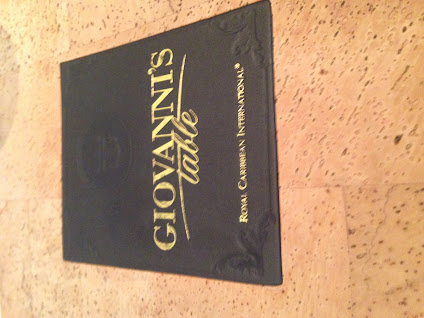 GIOVANNI'S
table
ROYAL CARIBBEAN INTERNATIONAL®